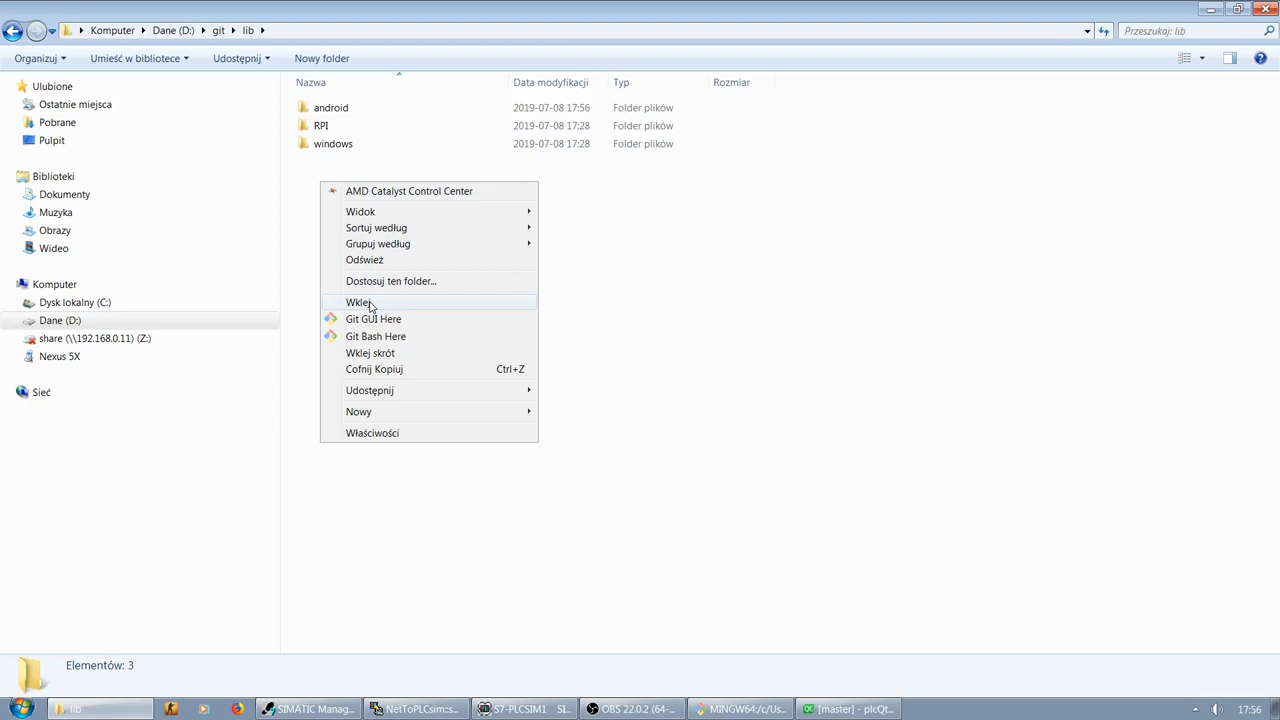 Komputer Dane (D:) git lib
Przeszukaj: lib
Organizuj Umieść w bibliotece Udostępnij Nowy folder
Nazwa Data modyfikacji Typ Rozmiar
android 2019-07-08 17:56 Folder plików
RPI 2019-07-08 17:28 Folder plików
windows 2019-07-08 17:28 Folder plików
Ulubione
Ostatnie miejsca
Pobrane
Pulpit
Biblioteki
Dokumenty
Muzyka
Obrazy
Wideo
Komputer
Dysk lokalny (C:)
Dane (D:)
share (\\192.168.0.11) (Z:)
Nexus 5X
Sieć
AMD Catalyst Control Center
Widok
Sortuj według
Grupuj według
Odśwież
Dostosuj ten folder...
Wklej
Git GUI Here
Git Bash Here
Wklej skrót
Cofnij Kopiuj Ctrl+Z
Udostępnij
Nowy
Właściwości
Elementów: 3
lib
SIMATIC Manag...
NetToPLCsim::s...
S7-PLCSIM1 SI...
OBS 22.0.2 (64-...
MINGW64:/c/Us...
[master] - plcQt...
17:56